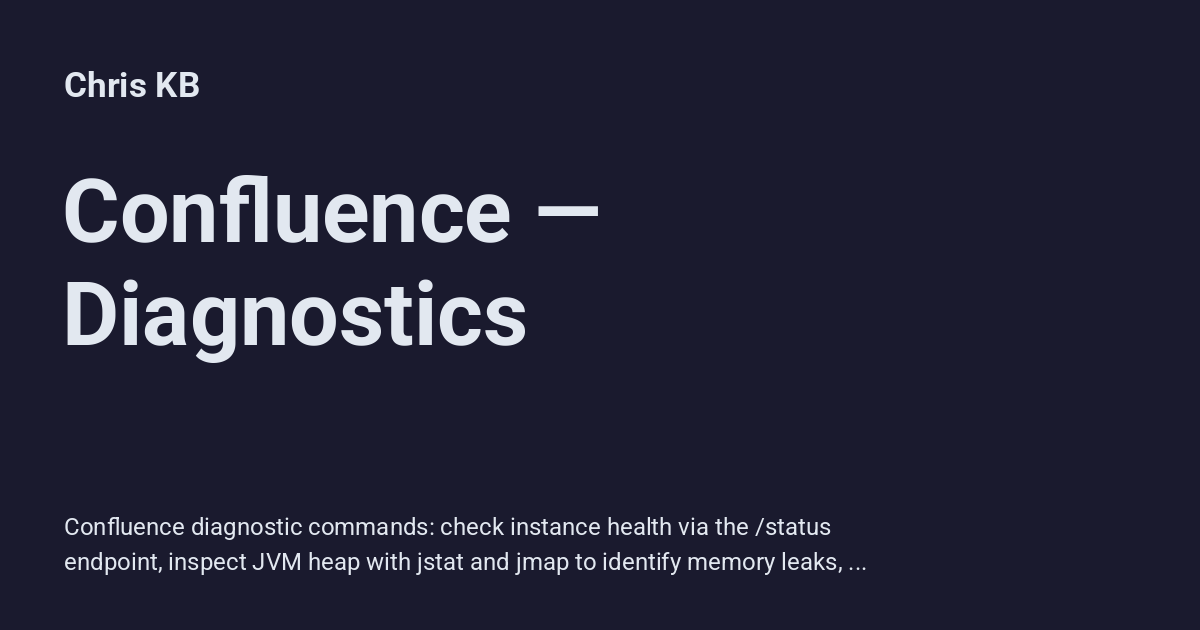 Chris KB
Confluence —
Diagnostics
Confluence diagnostic commands: check instance health via the /status
endpoint, inspect JVM heap with jstat and jmap to identify memory leaks, ...